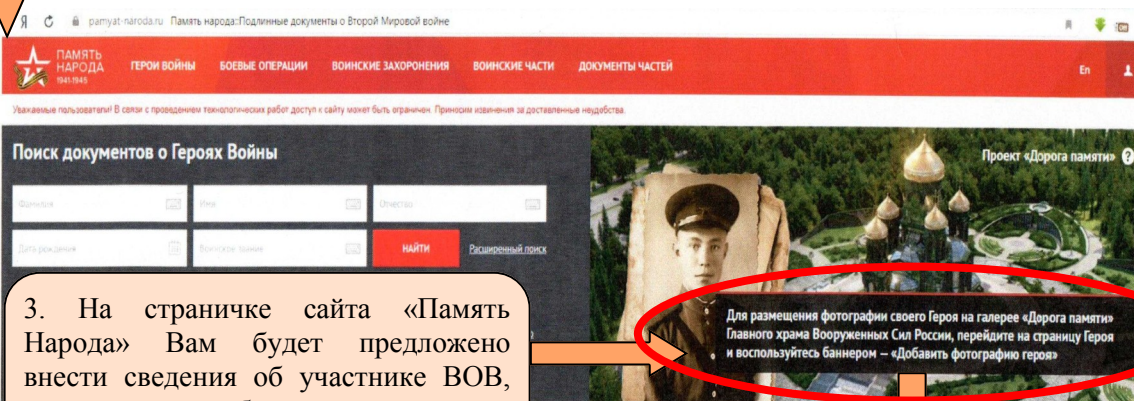 Я pamyat-naroda.ru Память народа::Подлинные документы о Второй Мировой войне
ПАМЯТЬ
НАРОДА
1941-1945
ГЕРОИ ВОЙНЫ БОЕВЫЕ ОПЕРАЦИИ ВОИНСКИЕ ЗАХОРОНЕНИЯ ВОИНСКИЕ ЧАСТИ ДОКУМЕНТЫ ЧАСТЕЙ En
Уважаемые пользователи! В связи с проведением технологических работ доступ к сайту может быть ограничен. Приносим извинения за доставленные неудобства.
Поиск документов о Героях Войны
Проект «Дорога памяти» ?
Фамилия Имя Отчество
Дата рождения Воинское звание НАЙТИ Расширенный поиск
3. На страничке сайта «Память
Народа» Вам будет предложено
внести сведения об участнике ВОВ,
Для размещения фотографии своего Героя на галерее «Дорога памяти»
Главного храма Вооруженных Сил России, перейдите на страницу Героя
и воспользуйтесь баннером – «Добавить фотографию героя»